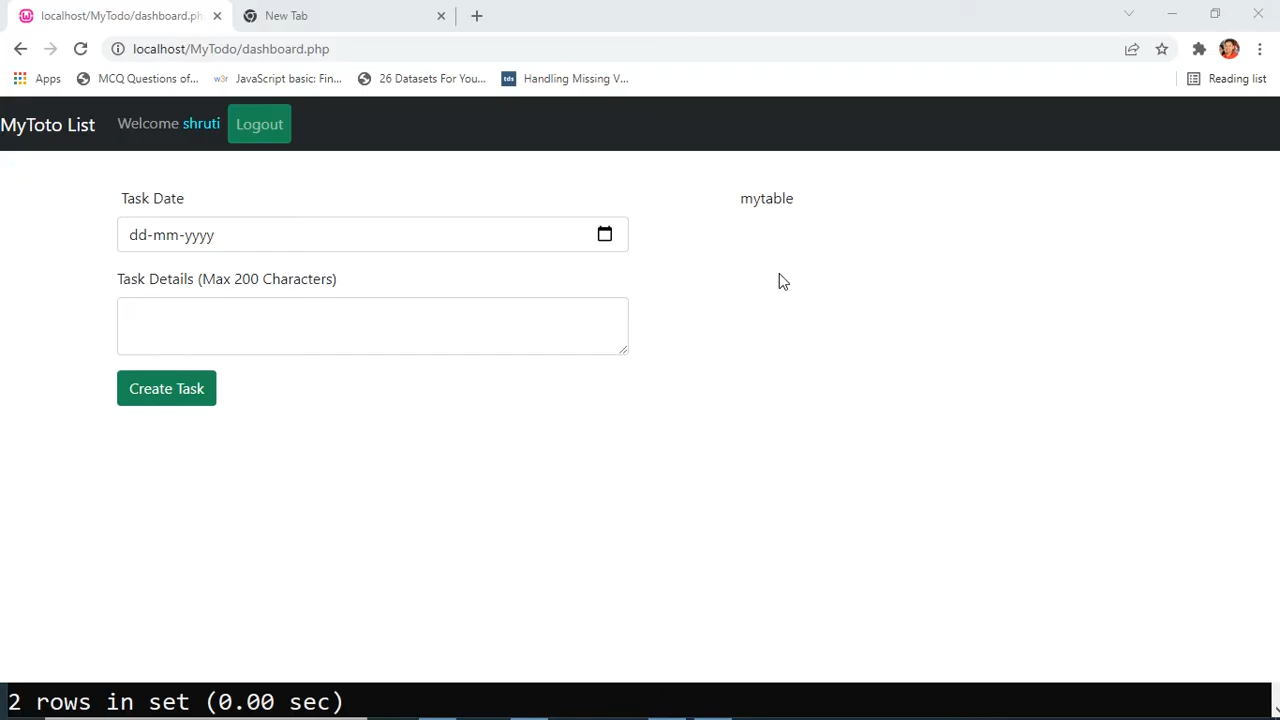 localhost/MyTodo/dashboard.ph
New Tab
localhost/MyTodo/dashboard.php
Apps
MCQ Questions of...
w3r JavaScript basic: Fin...
26 Datasets For You...
tds Handling Missing V...
Reading list
MyToto List
Welcome shruti
Logout
Task Date
mytable
dd-mm-yyyy
Task Details (Max 200 Characters)
Create Task
2 rows in set (0.00 sec)